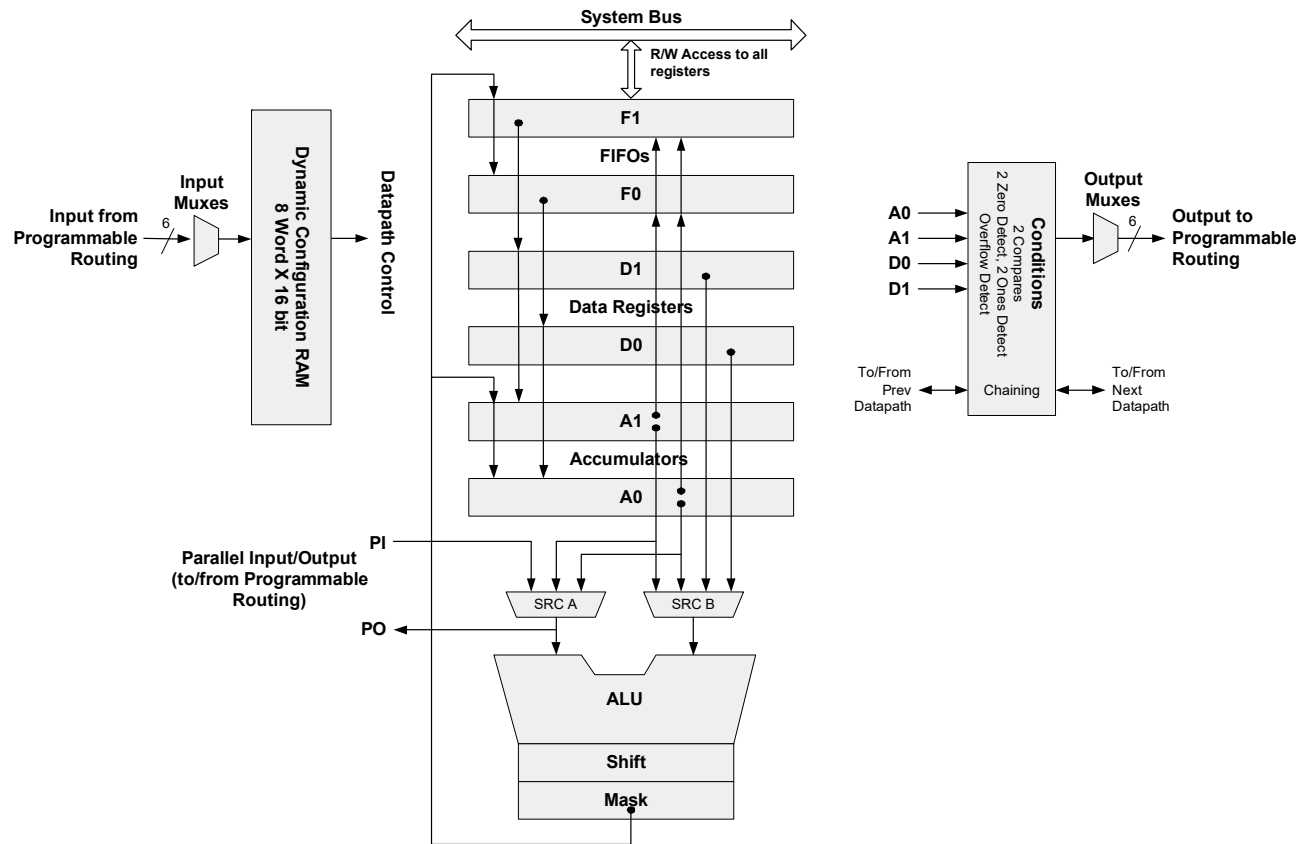 System Bus
R/W Access to all
registers
F1
FIFOs
F0
D1
Data Registers
D0
A1
Accumulators
A0
Input from
Programmable
Routing
6
Input
Muxes
Dynamic Configuration RAM
8 Word X 16 bit
Datapath Control
PI
Parallel Input/Output
(to/from Programmable
Routing)
PO
SRC A
SRC B
ALU
Shift
Mask
A0
A1
D0
D1
Conditions
2 Compares
2 Zero Detect, 2 Ones Detect
Overflow Detect
Chaining
To/From
Prev
Datapath
To/From
Next
Datapath
Output
Muxes
6
Output to
Programmable
Routing